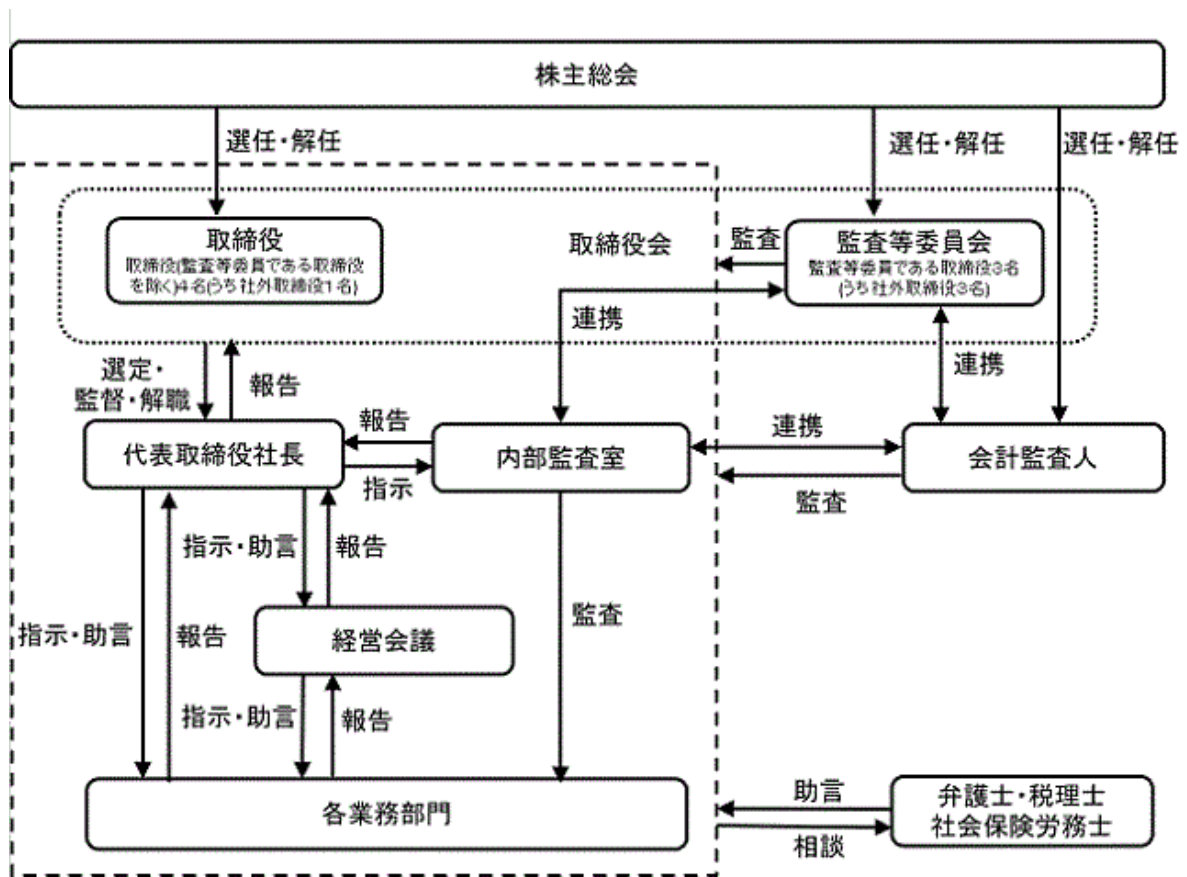 株主総会
選任・解任
選任・解任
選任・解任
取締役
取締役(監査等委員である取締役
を除く)4名(うち社外取締役1名)
取締役会
監査
監査等委員会
監査等委員である取締役3名
(うち社外取締役3名)
連携
連携
選定・
監督・解職
報告
代表取締役社長
報告
指示
内部監査室
連携
監査
会計監査人
指示・助言
報告
経営会議
監査
指示・助言
報告
指示・助言
報告
各業務部門
助言
相談
弁護士・税理士
社会保険労務士